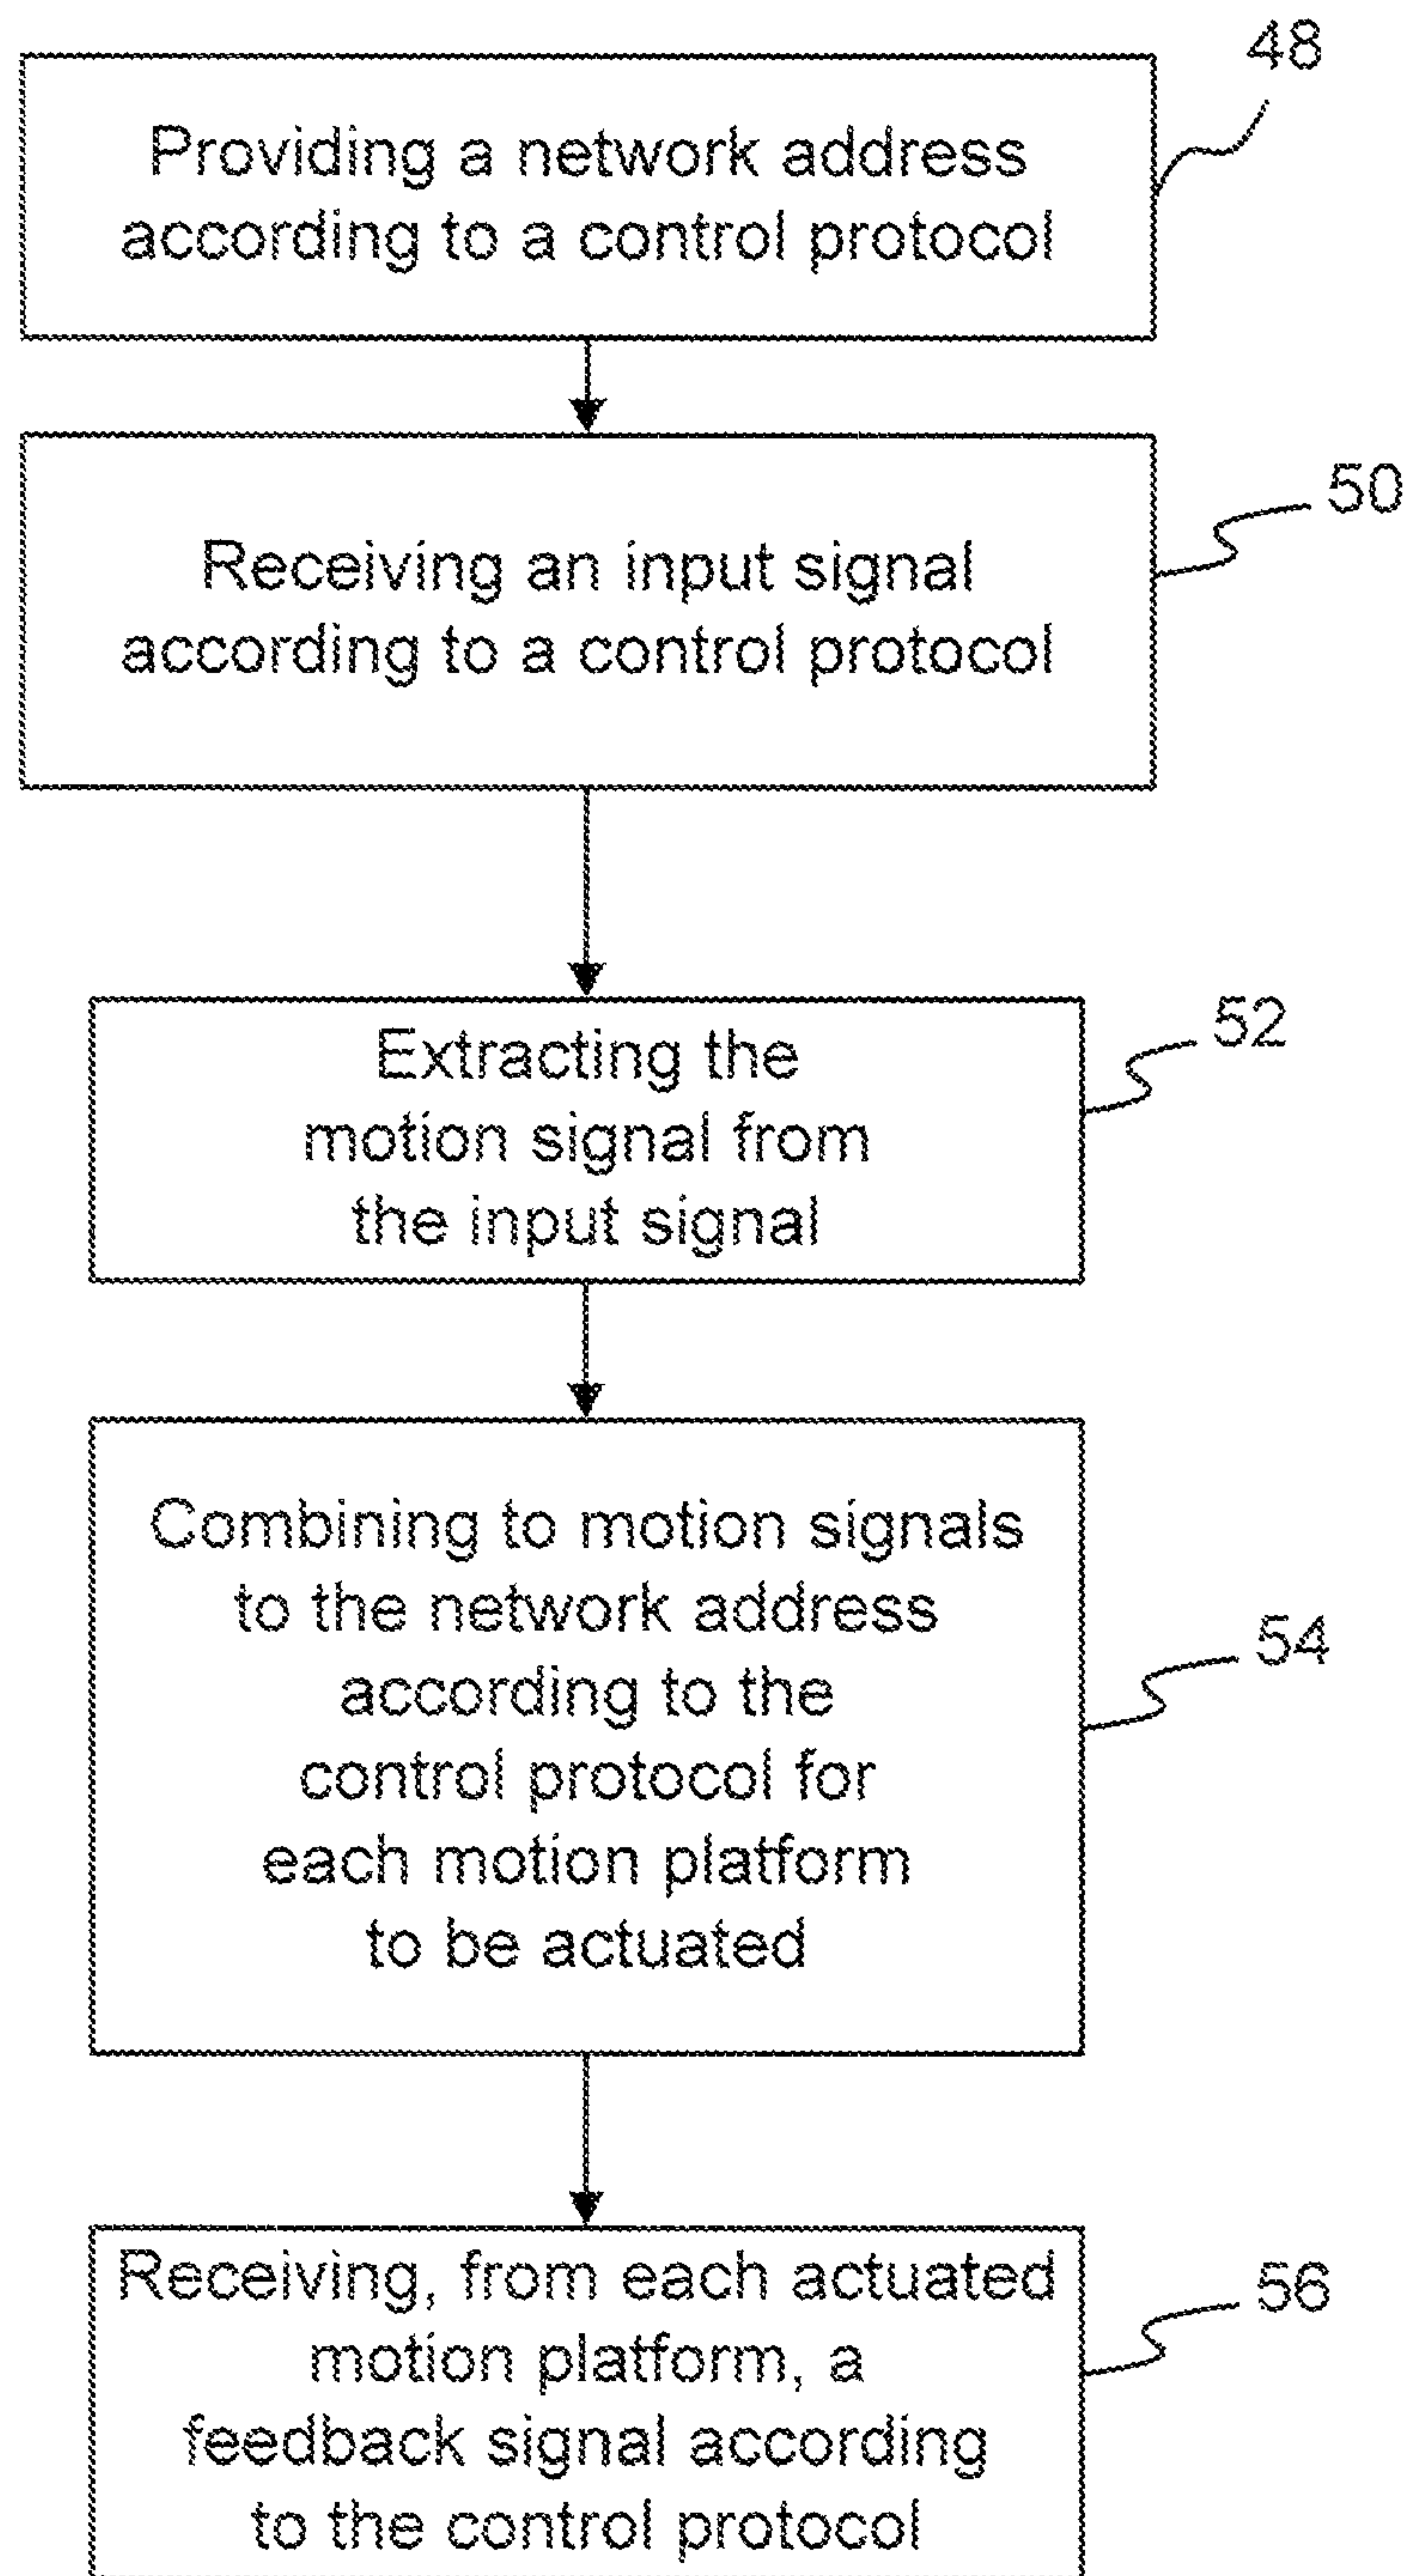 48
Providing a network address
according to a control protocol
50
Receiving an input signal
according to a control protocol
52
Extracting the
motion signal from
the input signal
Combining to motion signals
to the network address
54
according to the
control protocol for
each motion platform
to be actuated
Receiving, from each actuated
56
motion platform, a
feedback signal according
to the control protocol